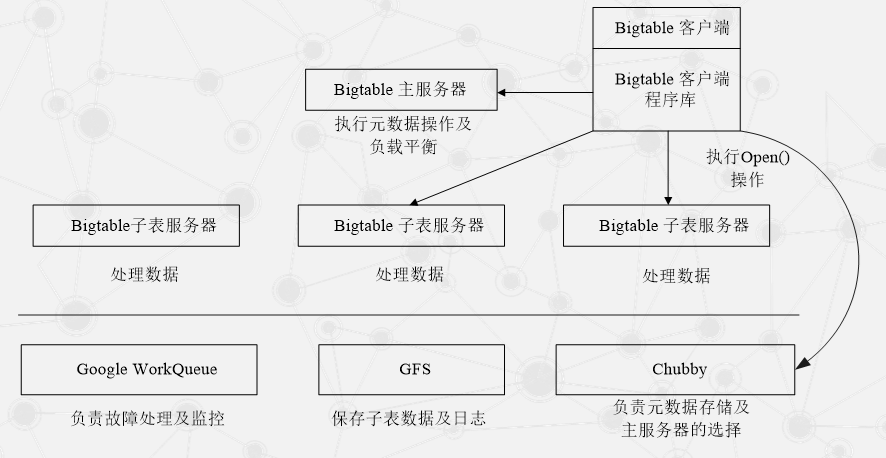 Bigtable 客户端
Bigtable 客户端
程序库
Bigtable 主服务器
执行元数据操作及
负载平衡
执行Open()
操作
Bigtable子表服务器
Bigtable 子表服务器
Bigtable 子表服务器
处理数据
处理数据
处理数据
Google WorkQueue
GFS
Chubby
负责故障处理及监控
保存子表数据及日志
负责元数据存储及
主服务器的选择